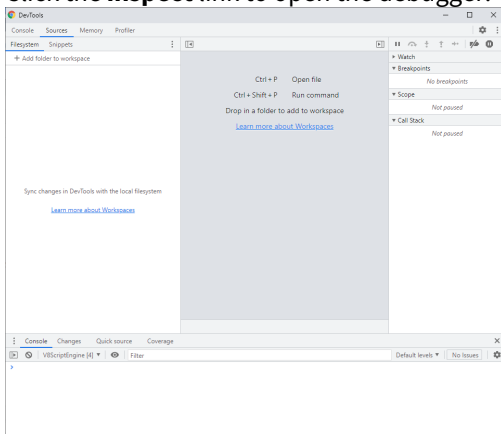 Click the inspect link to open the debugger.
DevTools
Console Sources Memory Profiler
Filesystem Snippets
+ Add folder to workspace
Ctrl + P Open file
Ctrl + Shift + P Run command
Drop in a folder to add to workspace
Learn more about Workspaces
Sync changes in DevTools with the local filesystem
Learn more about Workspaces
Watch
Breakpoints
No breakpoints
Scope
Not paused
Call Stack
Not paused
Console Changes Quick source Coverage
V8ScriptEngine [4] Filter Default levels No Issues